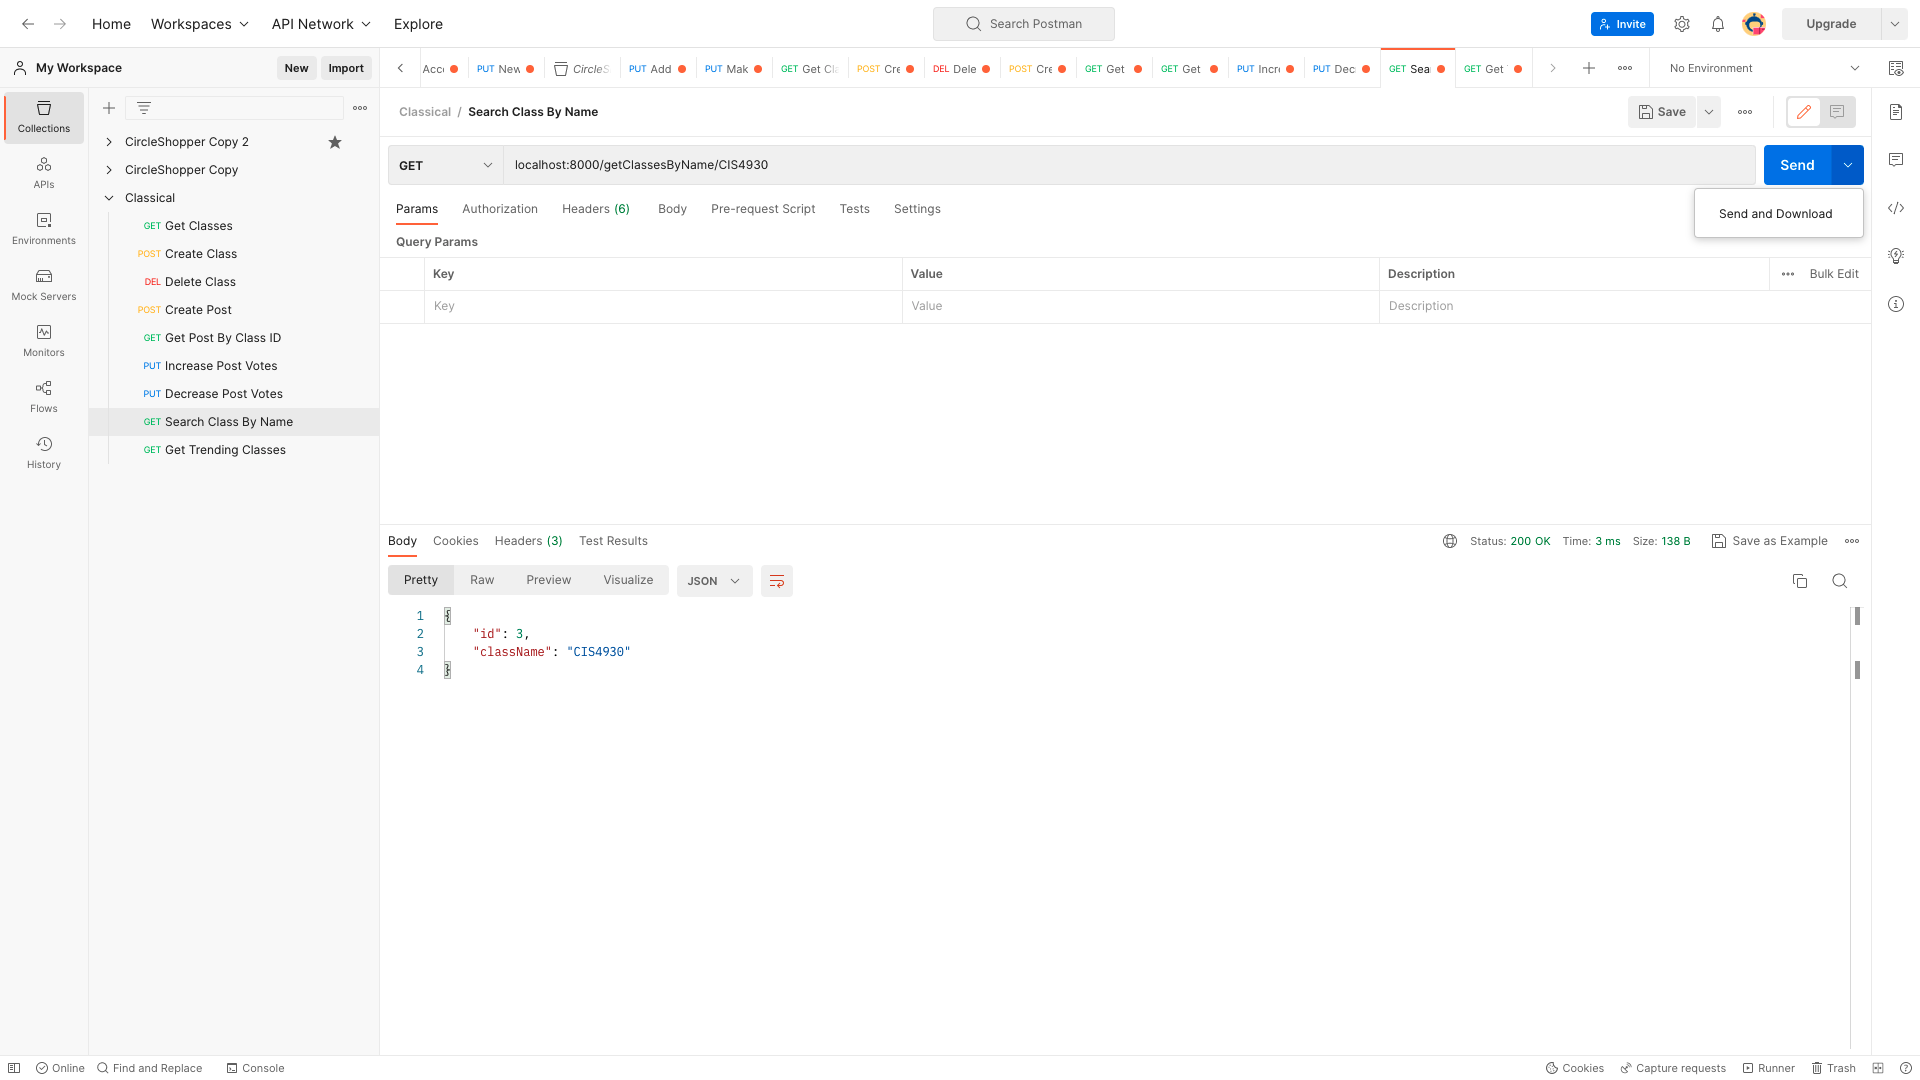 Home Workspaces API Network Explore Search Postman Invite Upgrade
My Workspace New Import
Acc PUT New CircleS PUT Add PUT Mak GET Get Cl POST Cre DEL Dele POST Cre GET Get GET Get PUT Incr PUT Dec GET Sea GET Get No Environment
Collections
APIs
Environments
Mock Servers
Monitors
Flows
History
CircleShopper Copy 2
CircleShopper Copy
Classical
GET Get Classes
POST Create Class
DEL Delete Class
POST Create Post
GET Get Post By Class ID
PUT Increase Post Votes
PUT Decrease Post Votes
GET Search Class By Name
GET Get Trending Classes
Classical / Search Class By Name Save
GET localhost:8000/getClassesByName/CIS4930 Send
Send and Download
Params Authorization Headers (6) Body Pre-request Script Tests Settings
Query Params
Key Value Description Bulk Edit
Key Value Description
Body Cookies Headers (3) Test Results Status: 200 OK Time: 3 ms Size: 138 B Save as Example
Pretty Raw Preview Visualize JSON
1 {
2 "id": 3,
3 "className": "CIS4930"
4 }
Online Find and Replace Console Cookies Capture requests Runner Trash